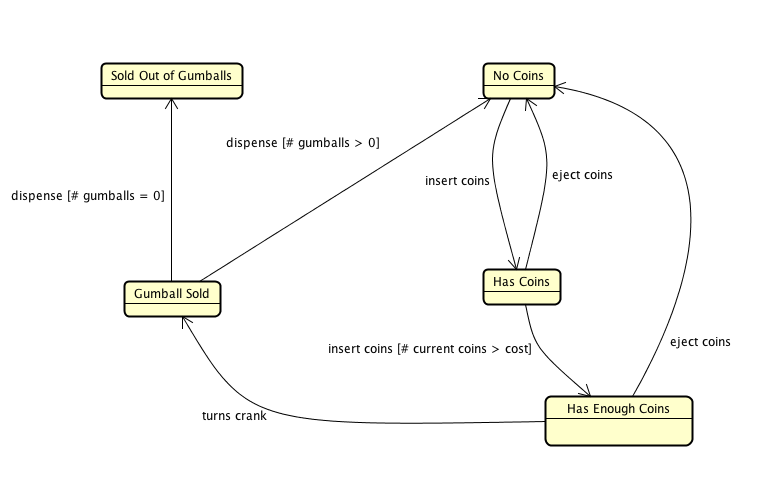 Sold Out of Gumballs
No Coins
dispense [# gumballs > 0]
insert coins
eject coins
dispense [# gumballs = 0]
Gumball Sold
Has Coins
insert coins [# current coins > cost]
eject coins
turns crank
Has Enough Coins